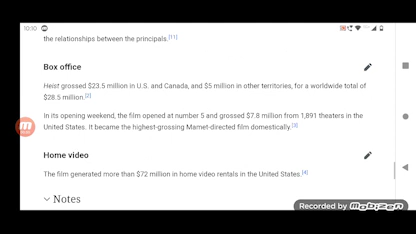 10:10
the relationships between the principals.[11]
Box office
Heist grossed $23.5 million in U.S. and Canada, and $5 million in other territories, for a worldwide total of
$28.5 million.[2]
In its opening weekend, the film opened at number 5 and grossed $7.8 million from 1,891 theaters in the
United States. It became the highest-grossing Mamet-directed film domestically.[3]
Home video
The film generated more than $72 million in home video rentals in the United States.[4]
Notes
Recorded by mobizen